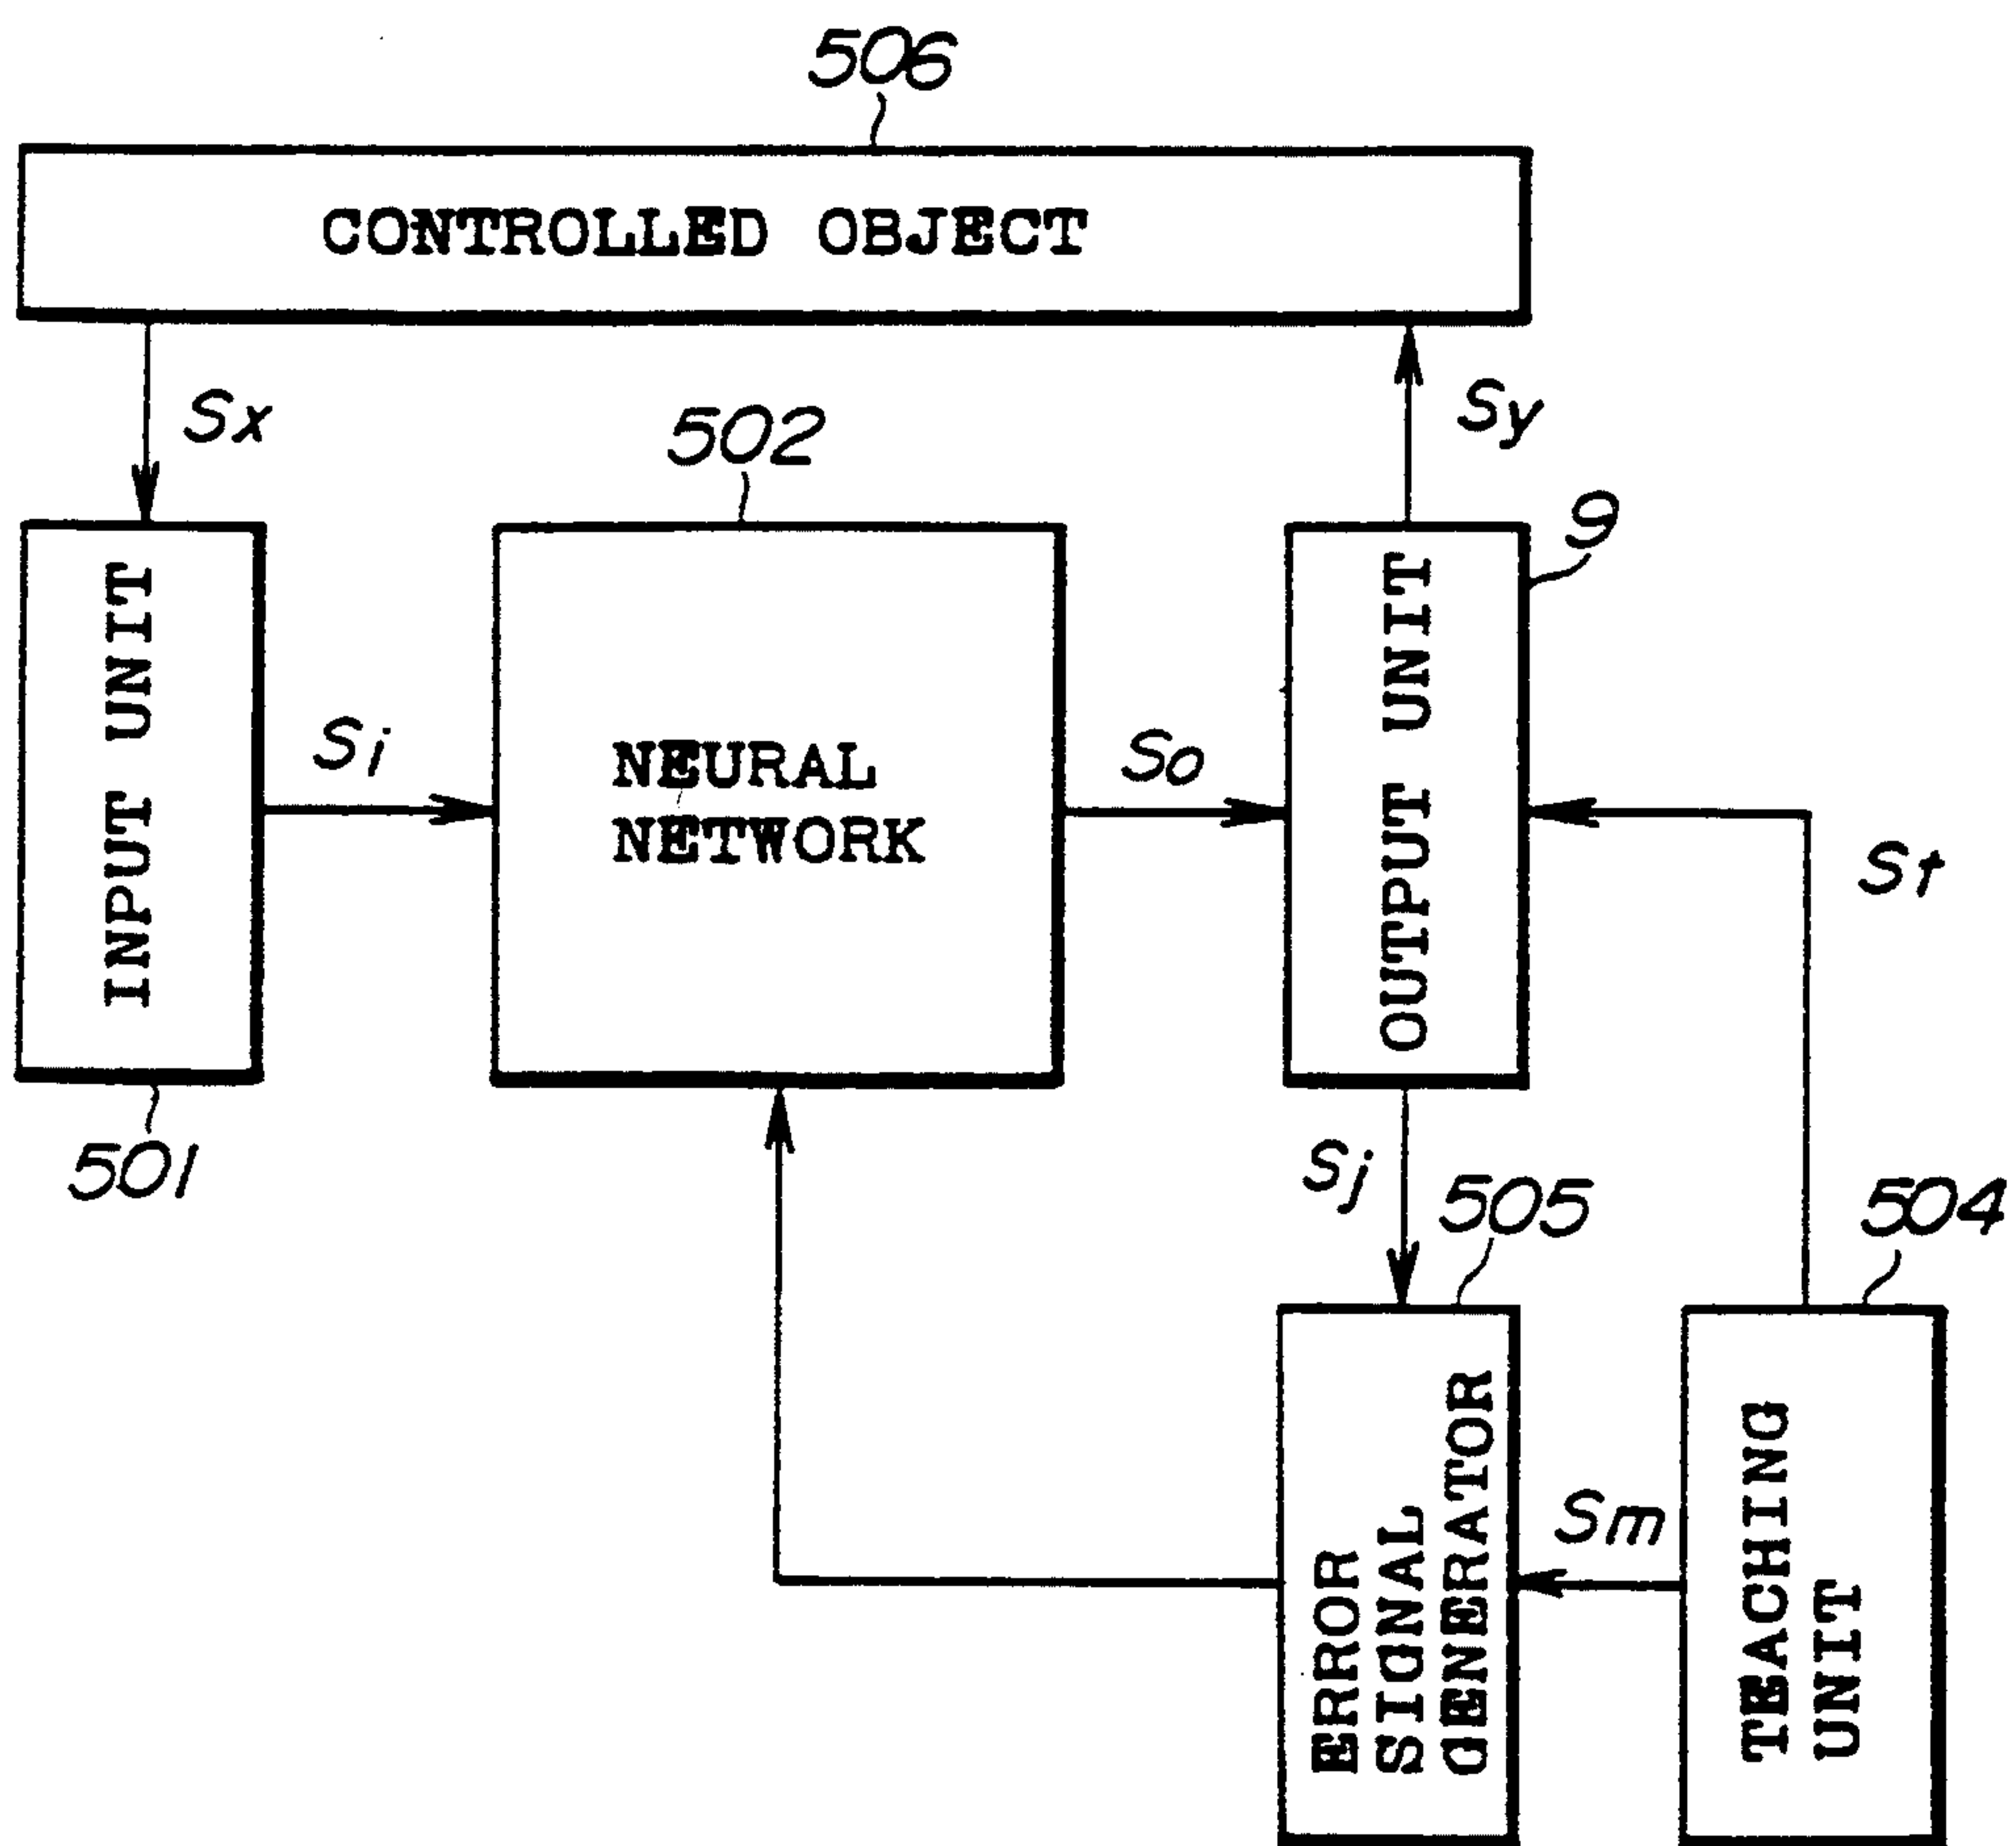 506
CONTROLLED OBJECT
Sx
Sy
502
9
INPUT UNIT
Si
NEURAL
NETWORK
So
OUTPUT UNIT
St
501
Sj
505
504
ERROR
SIGNAL
GENERATOR
Sm
TEACHING
UNIT